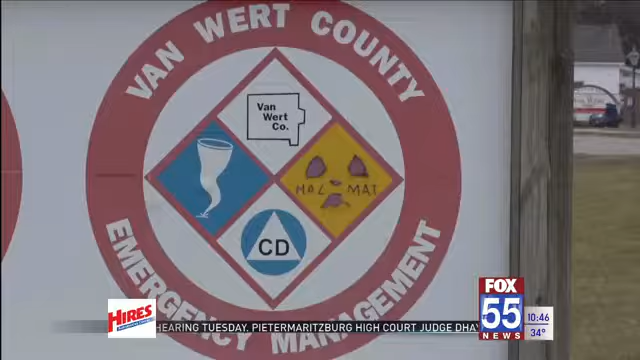 VAN WERT COUNTY
Van
Wert
Co.
HAZ MAT
CD
EMERGENCY MANAGEMENT
FOX
55
NEWS
10:46
34°
HIRES
HEARING TUESDAY. PIETERMARITZBURG HIGH COURT JUDGE DHAY